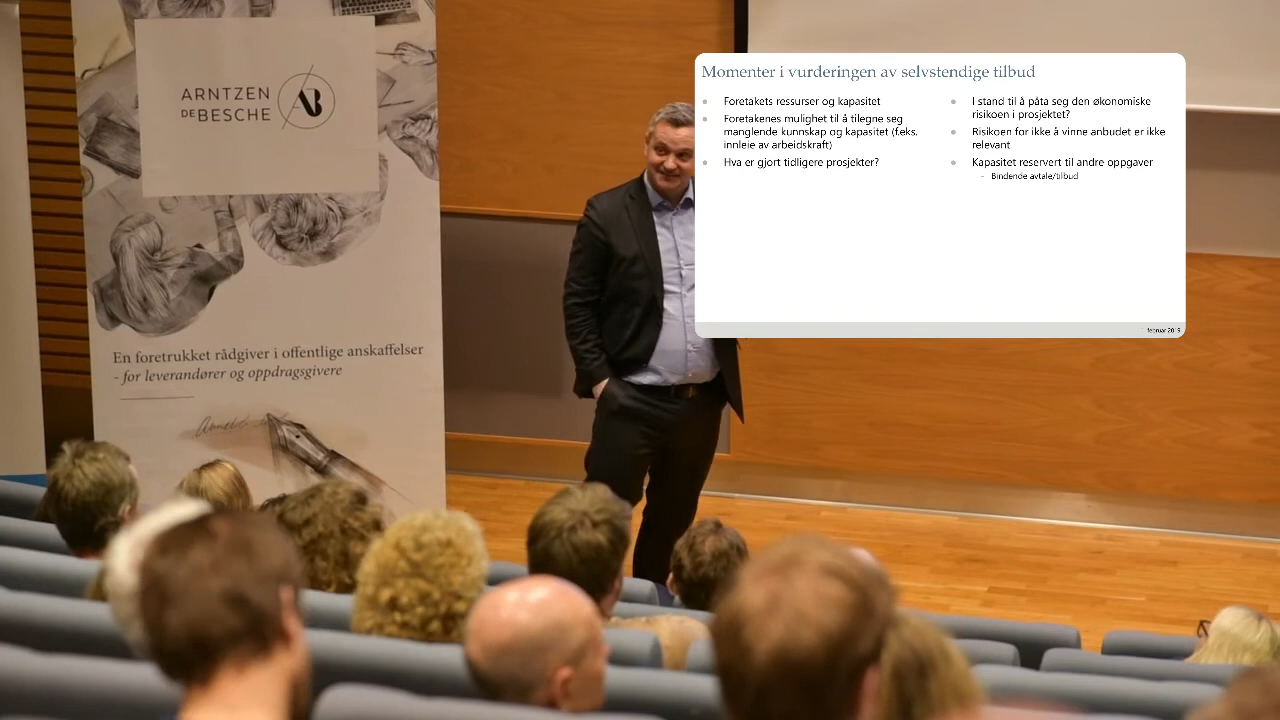 ARNTZEN
DE BESCHE
En foretrukket rådgiver i offentlige anskaffelser
- for leverandører og oppdragsgivere
Momenter i vurderingen av selvstendige tilbud
Foretakets ressurser og kapasitet
Foretakenes mulighet til å tilegne seg
manglende kunnskap og kapasitet (f.eks.
innleie av arbeidskraft)
Hva er gjort tidligere prosjekter?
I stand til å påta seg den økonomiske
risikoen i prosjektet?
Risikoen for ikke å vinne anbudet er ikke
relevant
Kapasitet reservert til andre oppgaver
- Bindende avtale/tilbud
februar 2019